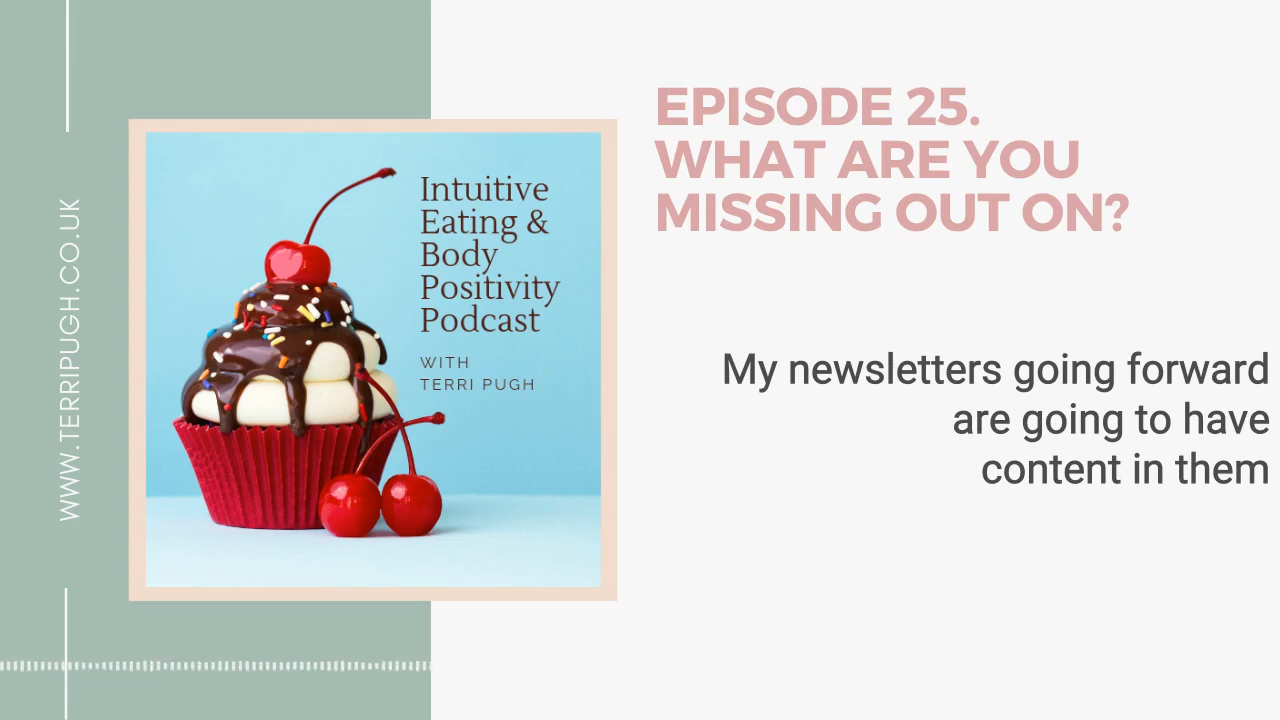 WWW.TERRIPUGH.CO.UK
Intuitive
Eating &
Body
Positivity
Podcast
WITH
TERRI PUGH
EPISODE 25.
WHAT ARE YOU
MISSING OUT ON?
My newsletters going forward
are going to have
content in them